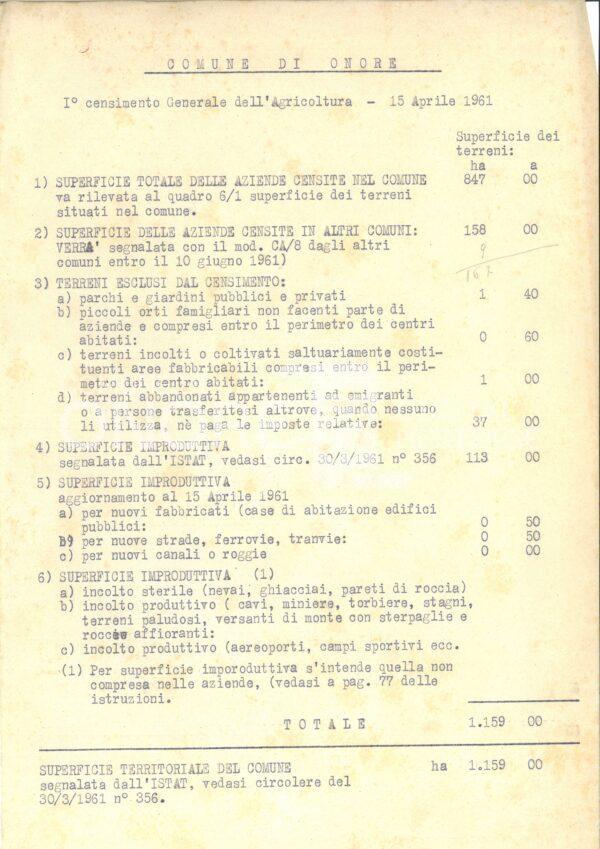 COMUNE DI ONORE
I° censimento Generale dell'Agricoltura - 15 Aprile 1961
Superficie dei
terreni:
ha a
1) SUPERFICIE TOTALE DELLE AZIENDE CENSITE NEL COMUNE 847 00
va rilevata al quadro 6/1 superficie dei terreni
situati nel comune.
2) SUPERFICIE DELLE AZIENDE CENSITE IN ALTRI COMUNI: 158 00
VERRA' segnalata con il mod. CA/8 dagli altri
comuni entro il 10 giugno 1961)
9
167
3) TERRENI ESCLUSI DAL CENSIMENTO:
a) parchi e giardini pubblici e privati 1 40
b) piccoli orti famigliari non facenti parte di
aziende e compresi entro il perimetro dei centri
abitati: 0 60
c) terreni incolti o coltivati saltuariamente costi-
tuenti aree fabbricabili compresi entro il peri-
metro dei centro abitati: 1 00
d) terreni abbandonati appartenenti ad emigranti
o a persone trasferitesi altrove, quando nessuno
li utilizza, nè paga le imposte relative: 37 00
4) SUPERFICIE IMPRODUTTIVA
segnalata dall'ISTAT, vedasi circ. 30/3/1961 n° 356 113 00
5) SUPERFICIE IMPRODUTTIVA
aggiornamento al 15 Aprile 1961
a) per nuovi fabbricati (case di abitazione edifici
pubblici: 0 50
b) per nuove strade, ferrovie, tranvie: 0 50
c) per nuovi canali o roggie 0 00
6) SUPERFICIE IMPRODUTTIVA (1)
a) incolto sterile (nevai, ghiacciai, pareti di roccia)
b) incolto produttivo ( cavi, miniere, torbiere, stagni,
terreni paludosi, versanti di monte con sterpaglie e
roccie affioranti:
c) incolto produttivo (aereoporti, campi sportivi ecc.
(1) Per superficie imporoduttiva s'intende quella non
compresa nelle aziende, (vedasi a pag. 77 delle
istruzioni.
TOTALE 1.159 00
SUPERFICIE TERRITORIALE DEL COMUNE ha 1.159 00
segnalata dall'ISTAT, vedasi circolere del
30/3/1961 n° 356.